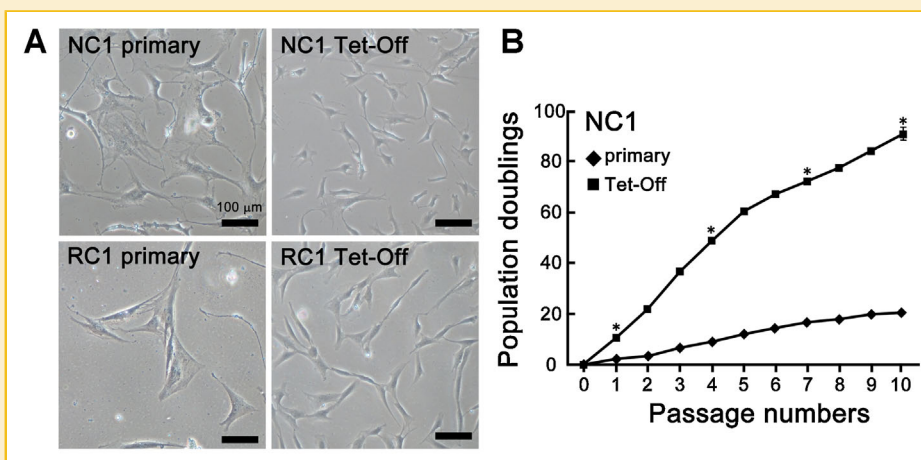 A
NC1 primary
NC1 Tet-Off
100 μm
RC1 primary
RC1 Tet-Off
B
NC1
primary
Tet-Off
Population doublings
100
80
60
40
20
0
*
*
*
*
0 1 2 3 4 5 6 7 8 9 10
Passage numbers